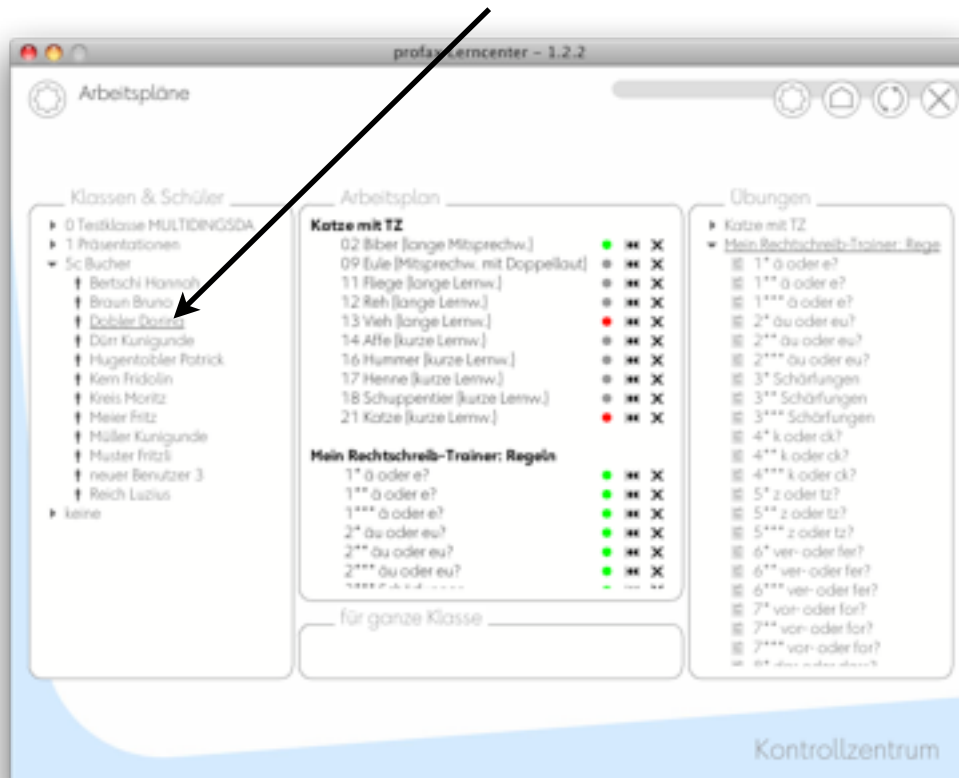 profax Lerncenter – 1.2.2
Arbeitspläne
Klassen & Schüler
0 Testklasse MULTIDINGSDA
1 Präsentationen
5c Bucher
Bertschi Hannah
Braun Bruno
Dobler Dorina
Dürr Kunigunde
Hugentobler Patrick
Kern Fridolin
Kreis Moritz
Meier Fritz
Müller Kunigunde
Muster Fritzli
neuer Benutzer 3
Reich Luzius
keine
Arbeitsplan
Katze mit TZ
02 Biber [lange Mitsprechw.]
09 Eule [Mitsprechw. mit Doppellaut]
11 Fliege [lange Lernw.]
12 Reh [lange Lernw.]
13 Vieh [lange Lernw.]
14 Affe [kurze Lernw.]
16 Hummer [kurze Lernw.]
17 Henne [kurze Lernw.]
18 Schuppentier [kurze Lernw.]
21 Katze [kurze Lernw.]
Mein Rechtschreib-Trainer: Regeln
1* ä oder e?
1** ä oder e?
1*** ä oder e?
2* äu oder eu?
2** äu oder eu?
2*** äu oder eu?
für ganze Klasse
Übungen
Katze mit TZ
Mein Rechtschreib-Trainer: Rege
1* ä oder e?
1** ä oder e?
1*** ä oder e?
2* äu oder eu?
2** äu oder eu?
2*** äu oder eu?
3* Schärfungen
3** Schärfungen
3*** Schärfungen
4* k oder ck?
4** k oder ck?
4*** k oder ck?
5* z oder tz?
5** z oder tz?
5*** z oder tz?
6* ver- oder fer?
6** ver- oder fer?
6*** ver- oder fer?
7* vor- oder for?
7** vor- oder for?
7*** vor- oder for?
Kontrollzentrum